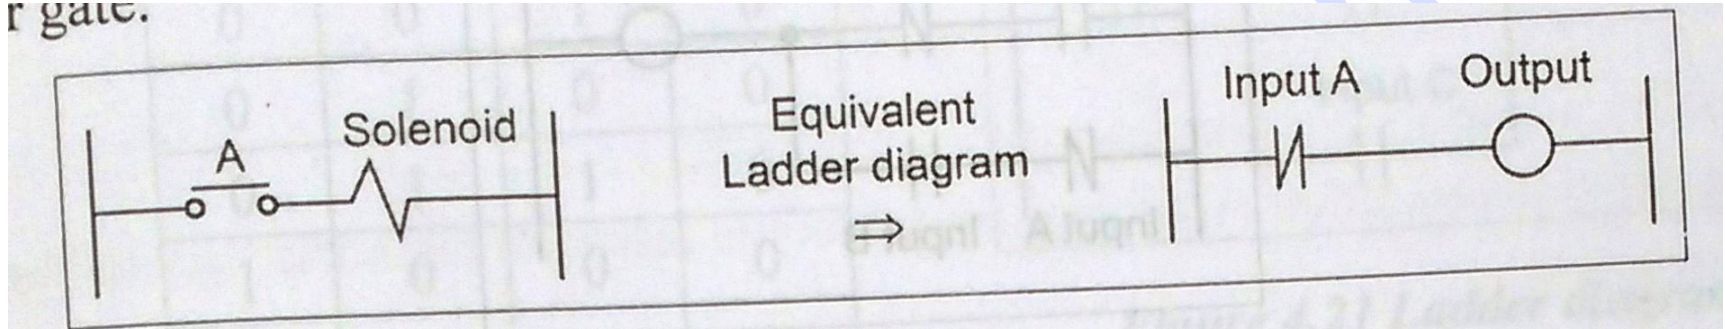 r gate.
A
Solenoid
Equivalent
Ladder diagram
⇒
Input A
Output